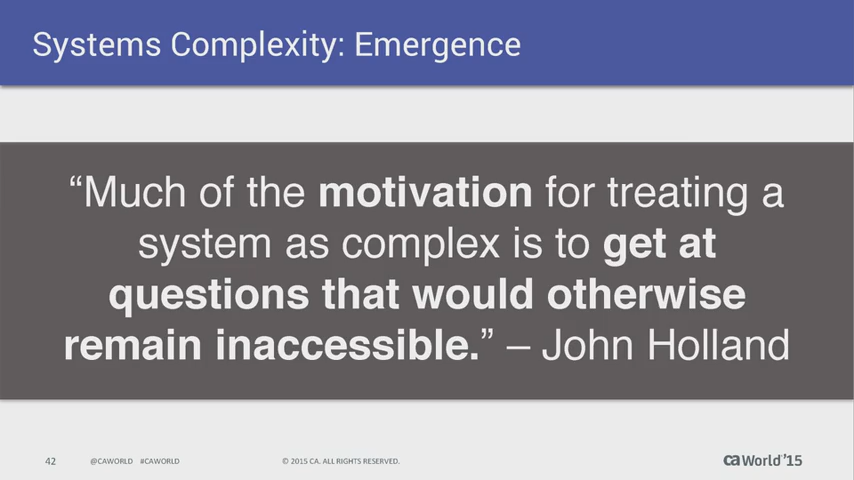 Systems Complexity: Emergence
“Much of the motivation for treating a
system as complex is to get at
questions that would otherwise
remain inaccessible.” – John Holland
42 @CAWORLD #CAWORLD © 2015 CA. ALL RIGHTS RESERVED. ca World ’15